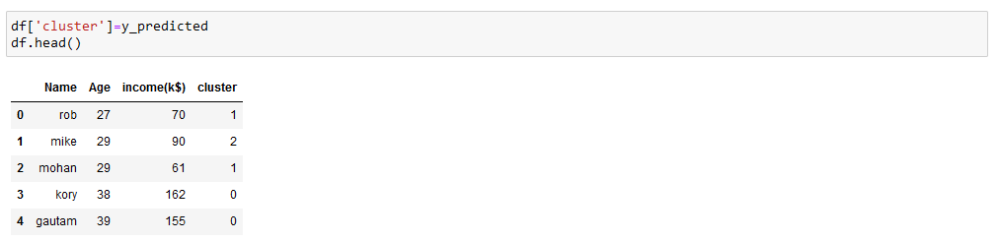 df['cluster']=y_predicted
df.head()
Name Age income(k$) cluster
0 rob 27 70 1
1 mike 29 90 2
2 mohan 29 61 1
3 kory 38 162 0
4 gautam 39 155 0